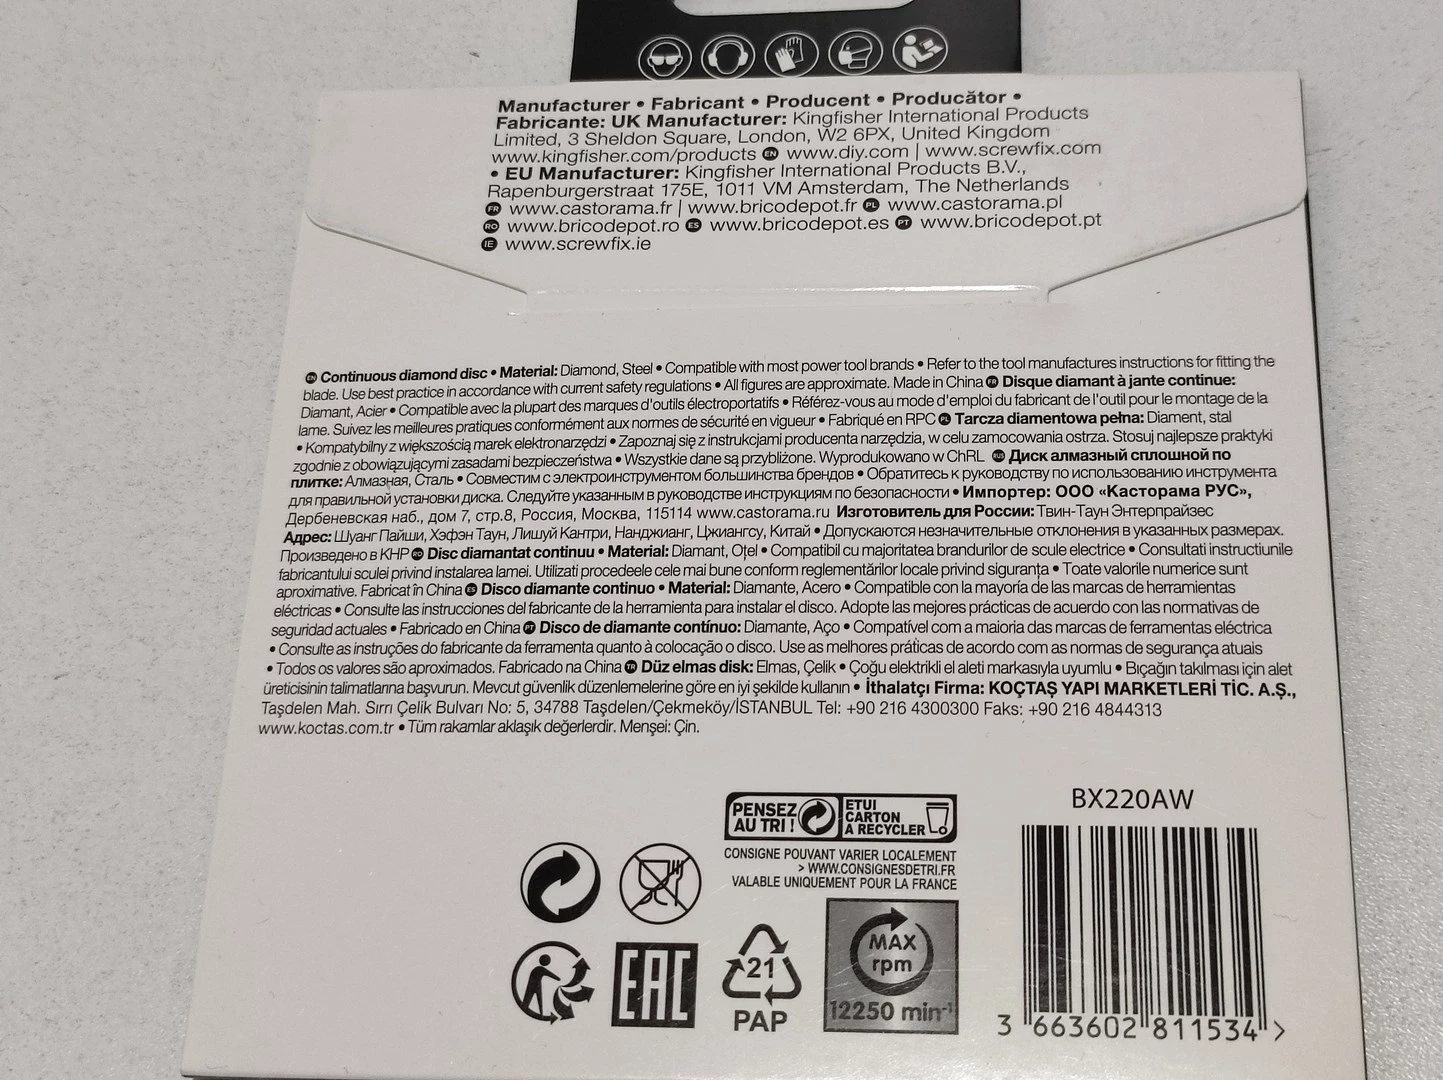 Manufacturer • Fabricant • Producent • Producător •
Fabricante: UK Manufacturer: Kingfisher International Products
Limited, 3 Sheldon Square, London, W2 6PX, United Kingdom
www.kingfisher.com/products EN www.diy.com | www.screwfix.com
• EU Manufacturer: Kingfisher International Products B.V.,
Rapenburgerstraat 175E, 1011 VM Amsterdam, The Netherlands
FR www.castorama.fr | www.bricodepot.fr PL www.castorama.pl
RO www.bricodepot.ro ES www.bricodepot.es PT www.bricodepot.pt
IE www.screwfix.ie
EN Continuous diamond disc • Material: Diamond, Steel • Compatible with most power tool brands • Refer to the tool manufactures instructions for fitting the
blade. Use best practice in accordance with current safety regulations • All figures are approximate. Made in China FR Disque diamant à jante continue:
Diamant, Acier • Compatible avec la plupart des marques d'outils électroportatifs • Référez-vous au mode d'emploi du fabricant de l'outil pour le montage de la
lame. Suivez les meilleures pratiques conformément aux normes de sécurité en vigueur • Fabriqué en RPC PL Tarcza diamentowa pełna: Diament, stal
• Kompatybilny z większością marek elektronarzędzi • Zapoznaj się z instrukcjami producenta narzędzia, w celu zamocowania ostrza. Stosuj najlepsze praktyki
zgodnie z obowiązującymi zasadami bezpieczeństwa • Wszystkie dane są przybliżone. Wyprodukowano w ChRL RUS Диск алмазный сплошной по
плитке: Алмазная, Сталь • Совместим с электроинструментом большинства брендов • Обратитесь к руководству по использованию инструмента
для правильной установки диска. Следуйте указанным в руководстве инструкциям по безопасности • Импортер: ООО «Касторама РУС»,
Дербеневская наб., дом 7, стр.8, Россия, Москва, 115114 www.castorama.ru Изготовитель для России: Твин-Таун Энтерпрайзес
Адрес: Шуанг Пайши, Хэфэн Таун, Лишуй Кантри, Нанджианг, Цжиангсу, Китай • Допускаются незначительные отклонения в указанных размерах.
Произведено в КНР RO Disc diamantat continuu • Material: Diamant, Oțel • Compatibil cu majoritatea brandurilor de scule electrice • Consultati instructiunile
fabricantului sculei privind instalarea lamei. Utilizati procedeele cele mai bune conform reglementărilor locale privind siguranța • Toate valorile numerice sunt
aproximative. Fabricat în China ES Disco diamante continuo • Material: Diamante, Acero • Compatible con la mayoría de las marcas de herramientas
eléctricas • Consulte las instrucciones del fabricante de la herramienta para instalar el disco. Adopte las mejores prácticas de acuerdo con las normativas de
seguridad actuales • Fabricado en China PT Disco de diamante contínuo: Diamante, Aço • Compatível com a maioria das marcas de ferramentas eléctrica
• Consulte as instruções do fabricante da ferramenta quanto à colocação o disco. Use as melhores práticas de acordo com as normas de segurança atuais
• Todos os valores são aproximados. Fabricado na China TR Düz elmas disk: Elmas, Çelik • Çoğu elektrikli el aleti markasıyla uyumlu • Bıçağın takılması için alet
üreticisinin talimatlarına başvurun. Mevcut güvenlik düzenlemelerine göre en iyi şekilde kullanın • İthalatçı Firma: KOÇTAŞ YAPI MARKETLERİ TİC. A.Ş.,
Taşdelen Mah. Sırrı Çelik Bulvarı No: 5, 34788 Taşdelen/Çekmeköy/İSTANBUL Tel: +90 216 4300300 Faks: +90 216 4844313
www.koctas.com.tr • Tüm rakamlar aklaşık değerlerdir. Menşei: Çin.
PENSEZ
AU TRI !
ETUI
CARTON
À RECYCLER
CONSIGNE POUVANT VARIER LOCALEMENT
> WWW.CONSIGNESDETRI.FR
VALABLE UNIQUEMENT POUR LA FRANCE
BX220AW
EAC
21
PAP
MAX
rpm
12250 min⁻¹
3 663602 811534 >